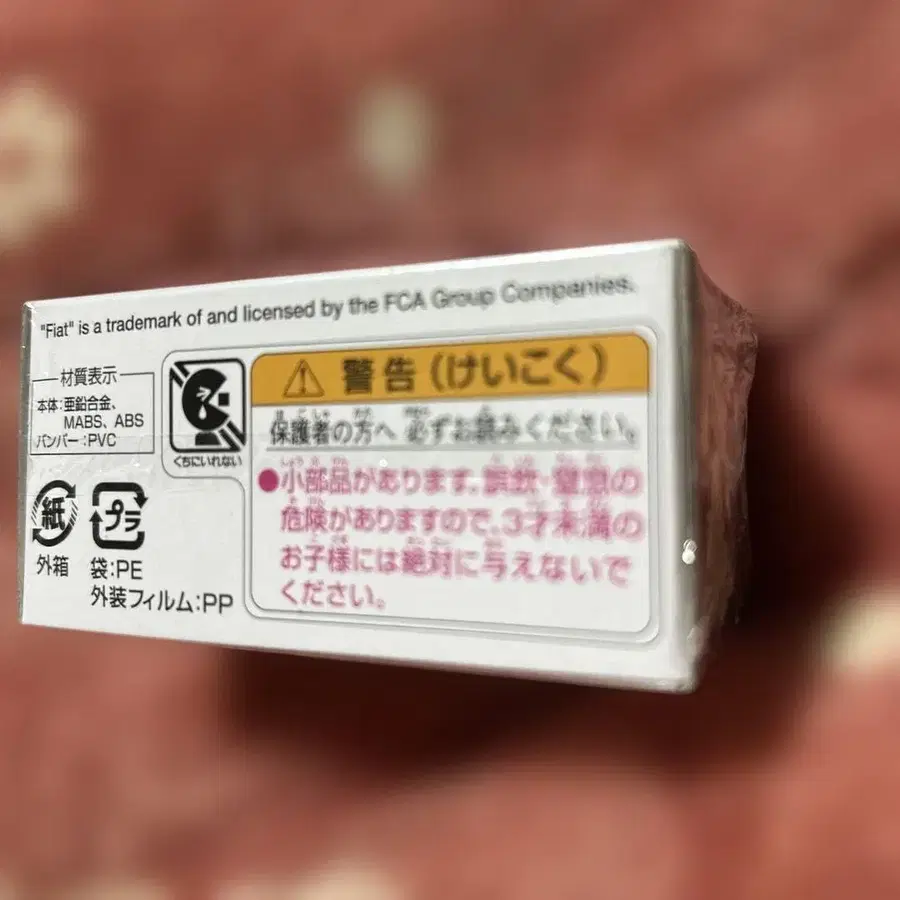 "Fiat" is a trademark of and licensed by the FCA Group Companies.
材質表示
本体:亜鉛合金、
MABS、ABS
バンパー:PVC
くちにいれない
紙
外箱
プラ
袋:PE
外装フィルム:PP
警告(けいこく)
保護者の方へ 必ずお読みください。
●小部品があります。誤飲・窒息の
危険がありますので、3才未満の
お子様には絶対に与えないで
ください。